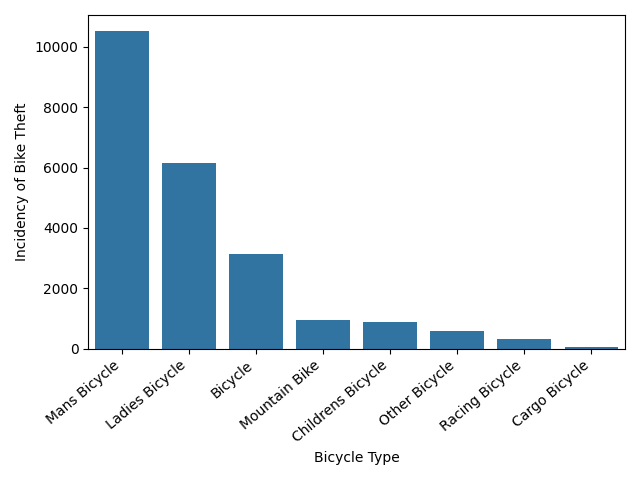 10000
8000
6000
4000
2000
0
Incidency of Bike Theft
Mans Bicycle
Ladies Bicycle
Bicycle
Mountain Bike
Childrens Bicycle
Other Bicycle
Racing Bicycle
Cargo Bicycle
Bicycle Type